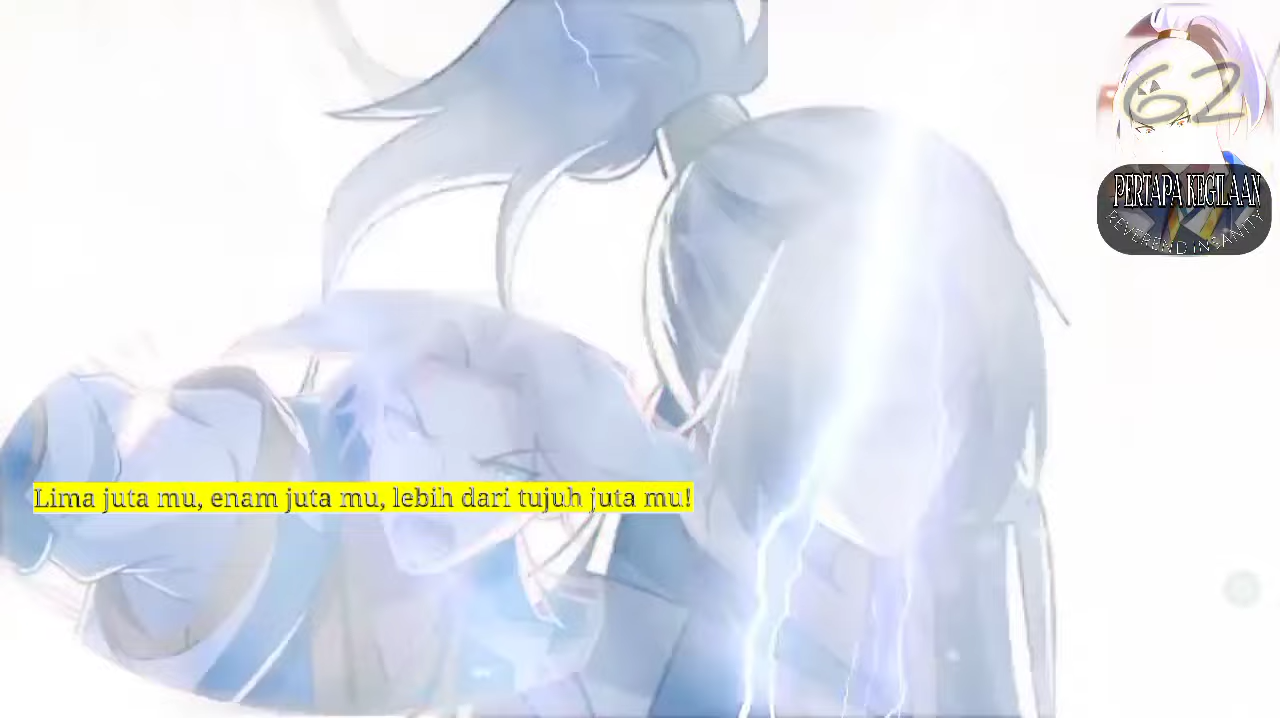 62
PERTAPA KEGILAAN
REVEREND INSANITY
Lima juta mu, enam juta mu, lebih dari tujuh juta mu!